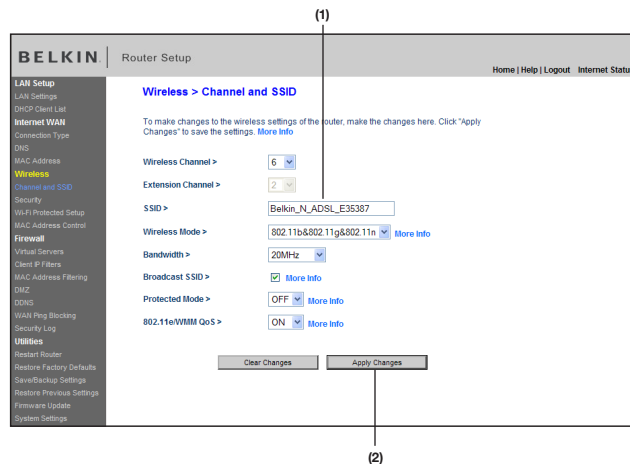 (1)
BELKIN.
Router Setup
Home | Help | Logout Internet Statu
LAN Setup
LAN Settings
DHCP Client List
Internet WAN
Connection Type
DNS
MAC Address
Wireless
Channel and SSID
Security
Wi-Fi Protected Setup
MAC Address Control
Firewall
Virtual Servers
Client IP Filters
MAC Address Filtering
DMZ
DDNS
WAN Ping Blocking
Security Log
Utilities
Restart Router
Restore Factory Defaults
Save/Backup Settings
Restore Previous Settings
Firmware Update
System Settings
Wireless > Channel and SSID
To make changes to the wireless settings of the router, make the changes here. Click "Apply
Changes" to save the settings. More Info
Wireless Channel > 6
Extension Channel > 2
SSID > Belkin_N_ADSL_E35387
Wireless Mode > 802.11b&802.11g&802.11n More Info
Bandwidth > 20MHz
Broadcast SSID > More Info
Protected Mode > OFF More Info
802.11e/WMM QoS > ON More Info
Clear Changes Apply Changes
(2)